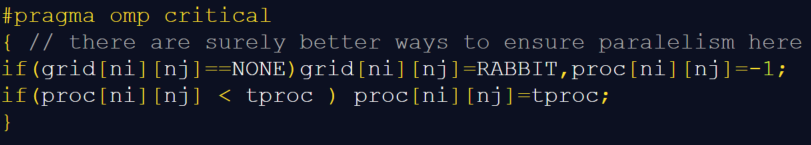 #pragma omp critical
{ // there are surely better ways to ensure paralelism here
if(grid[ni][nj]==NONE)grid[ni][nj]=RABBIT,proc[ni][nj]=-1;
if(proc[ni][nj] < tproc ) proc[ni][nj]=tproc;
}